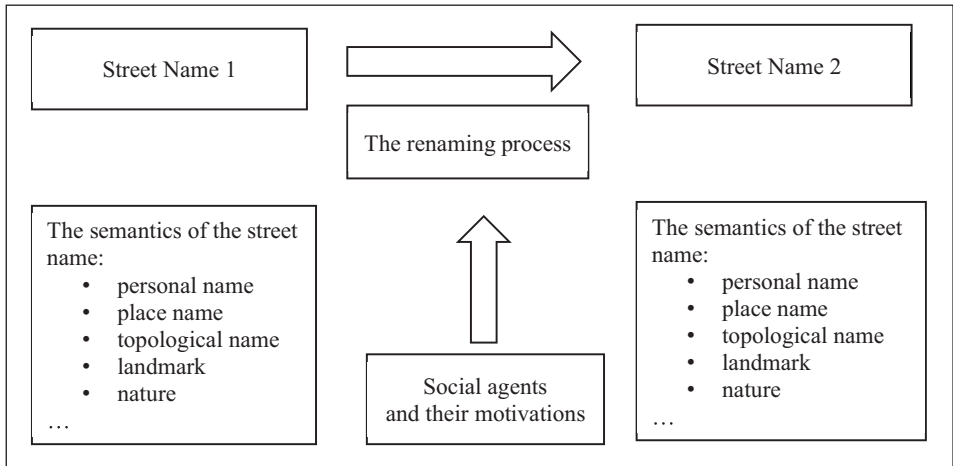 Street Name 1
Street Name 2
The renaming process
The semantics of the street
name:
• personal name
• place name
• topological name
• landmark
• nature
…
Social agents
and their motivations
The semantics of the street
name:
• personal name
• place name
• topological name
• landmark
• nature
…